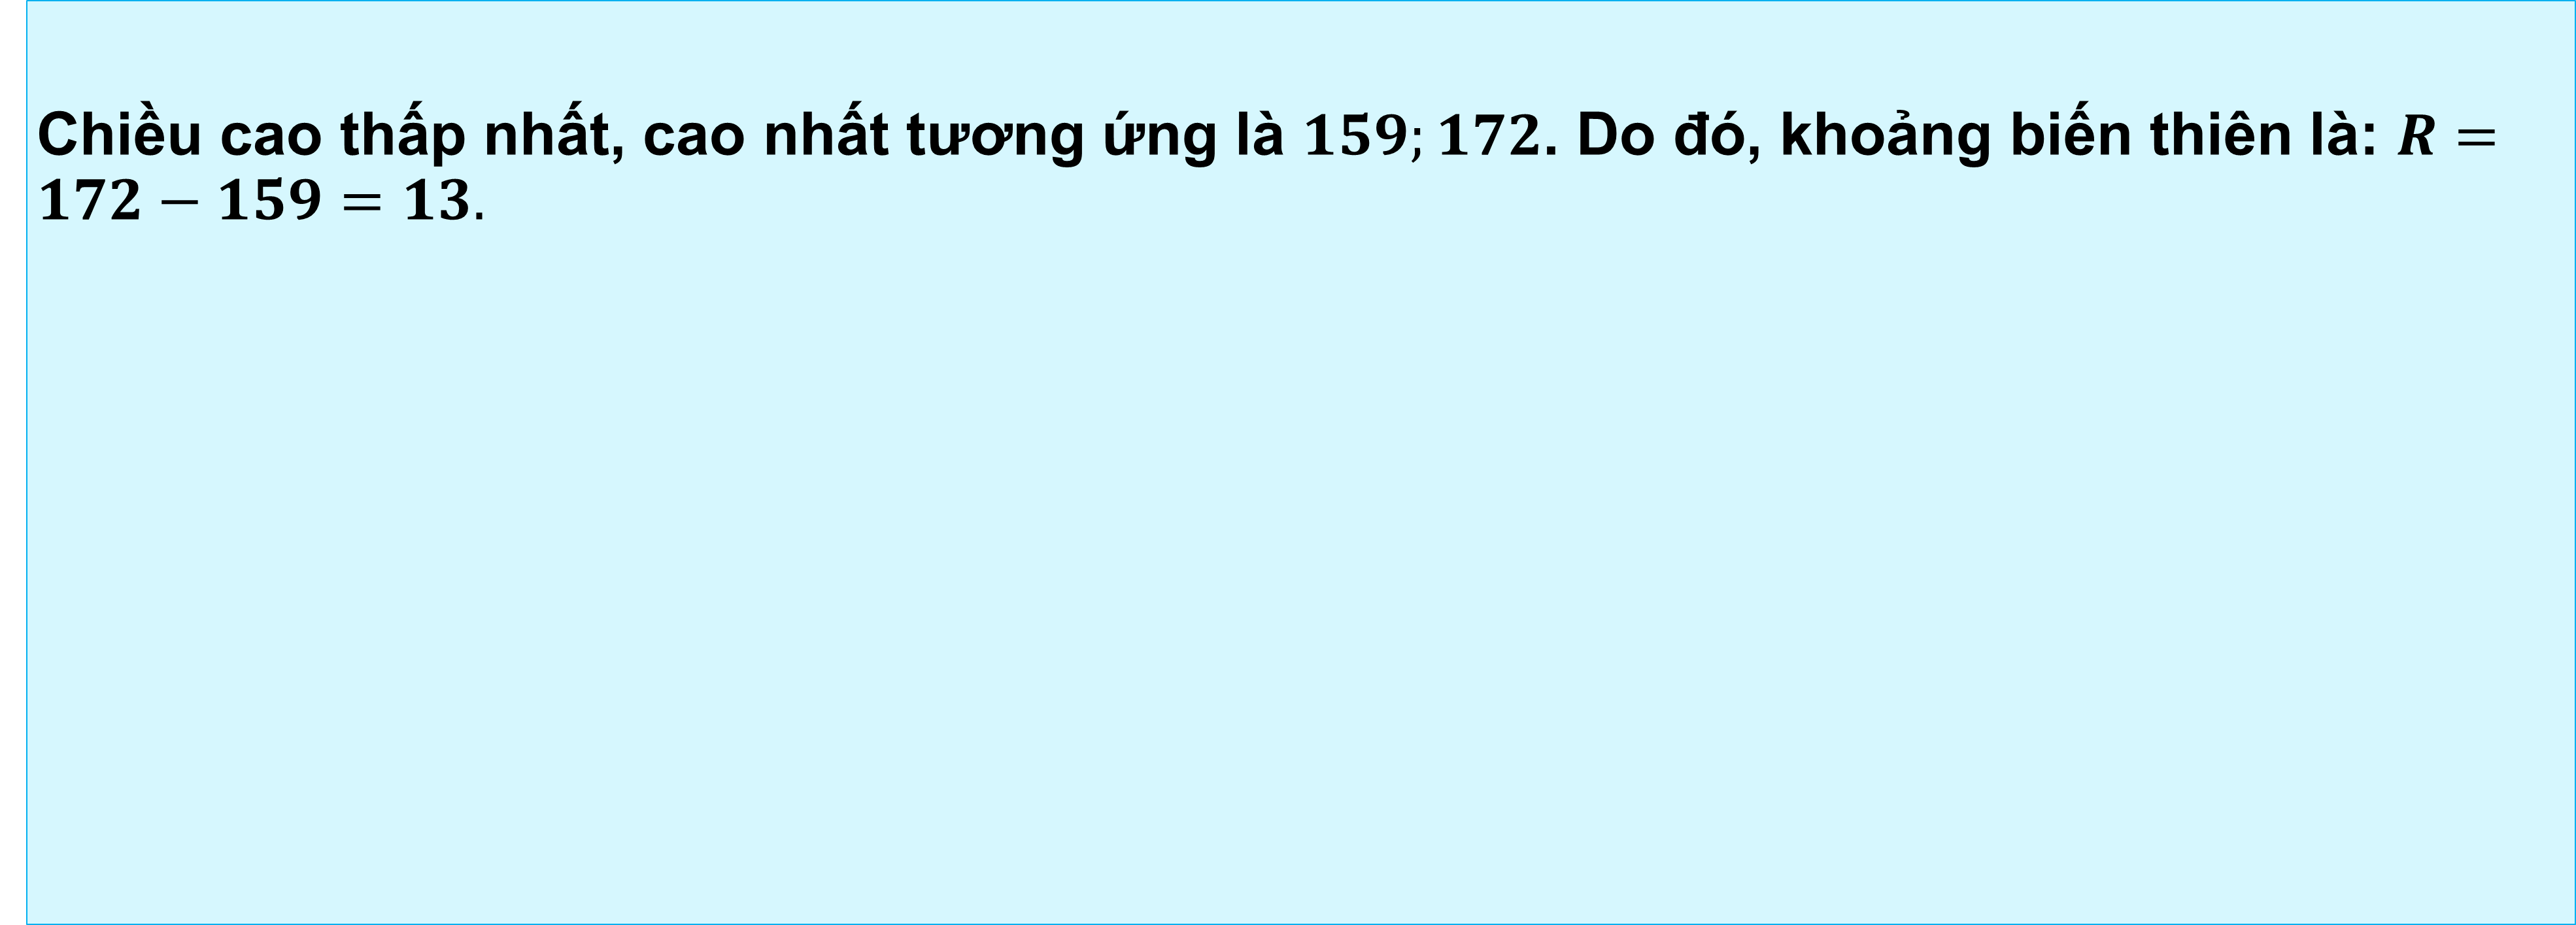 Chiều cao thấp nhất, cao nhất tương ứng là 159; 172. Do đó, khoảng biến thiên là: R =
172 − 159 = 13.